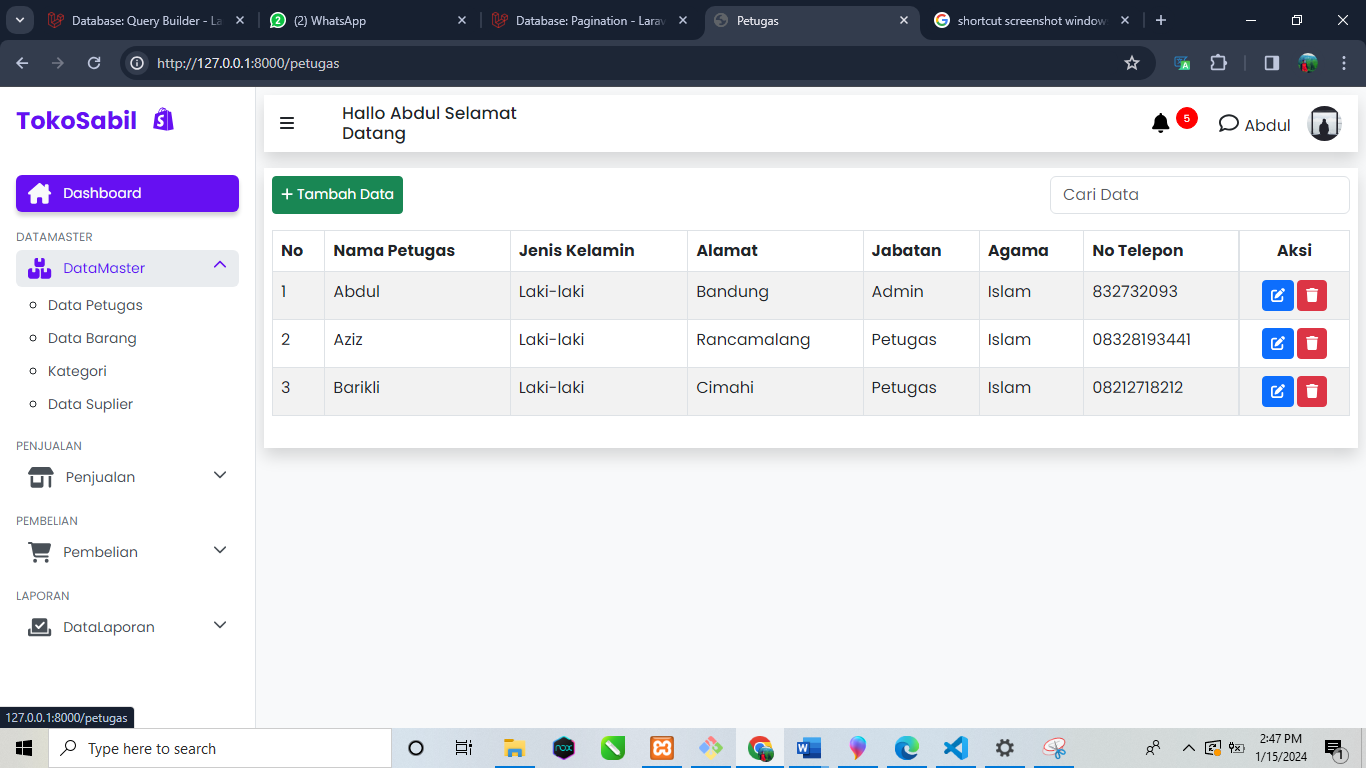 Database: Query Builder - La
(2) WhatsApp
Database: Pagination - Larav
Petugas
shortcut screenshot window
http://127.0.0.1:8000/petugas
TokoSabil
Hallo Abdul Selamat
Datang
5
Abdul
Dashboard
DATAMASTER
DataMaster
Data Petugas
Data Barang
Kategori
Data Suplier
PENJUALAN
Penjualan
PEMBELIAN
Pembelian
LAPORAN
DataLaporan
+ Tambah Data
Cari Data
No Nama Petugas Jenis Kelamin Alamat Jabatan Agama No Telepon Aksi
1 Abdul Laki-laki Bandung Admin Islam 832732093
2 Aziz Laki-laki Rancamalang Petugas Islam 08328193441
3 Barikli Laki-laki Cimahi Petugas Islam 08212718212
127.0.0.1:8000/petugas
Type here to search
2:47 PM
1/15/2024
1